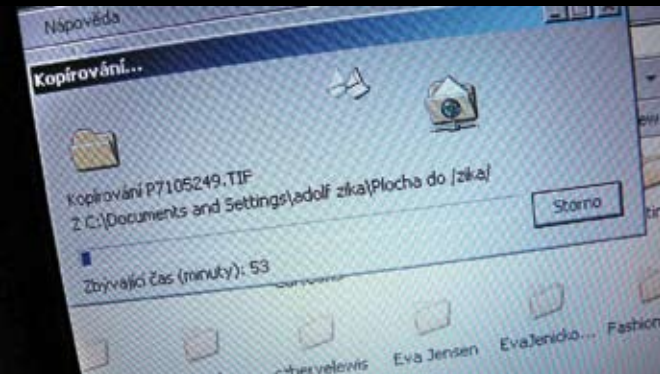 Nápověda
Kopírování...
Kopírování P7105249.TIF
Z C:\Documents and Settings\adolf zika\Plocha do /zika/
Storno
Zbývající čas (minuty): 53
Eva Jensen
EvaJenicko...
Fashion